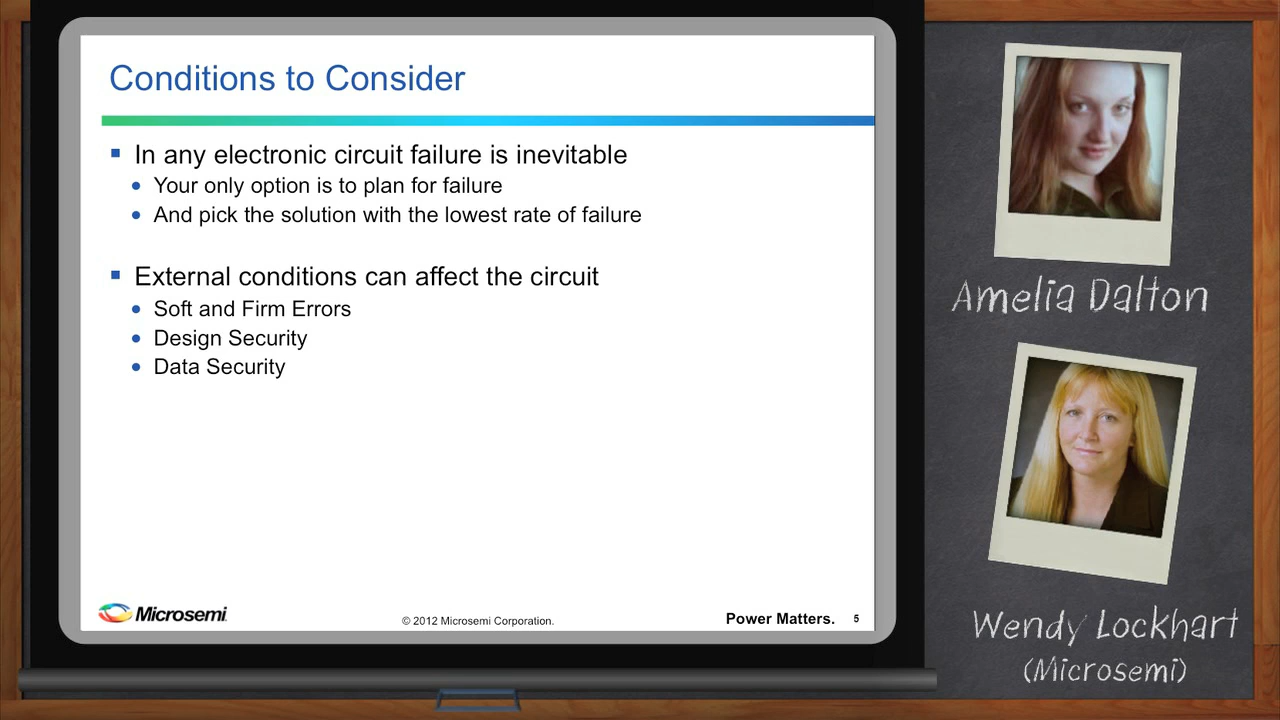 Conditions to Consider
In any electronic circuit failure is inevitable
Your only option is to plan for failure
And pick the solution with the lowest rate of failure
External conditions can affect the circuit
Soft and Firm Errors
Design Security
Data Security
Microsemi
© 2012 Microsemi Corporation.
Power Matters.
5
Amelia Dalton
Wendy Lockhart
(Microsemi)